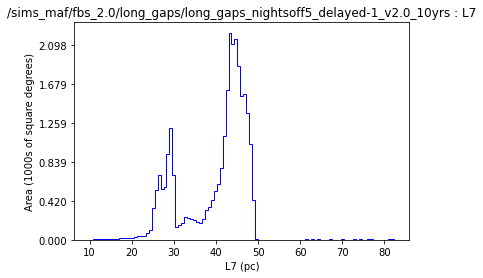 /sims_maf/fbs_2.0/long_gaps/long_gaps_nightsoff5_delayed-1_v2.0_10yrs : L7
2.098
1.679
1.259
0.839
0.420
0.000
Area (1000s of square degrees)
10 20 30 40 50 60 70 80
L7 (pc)